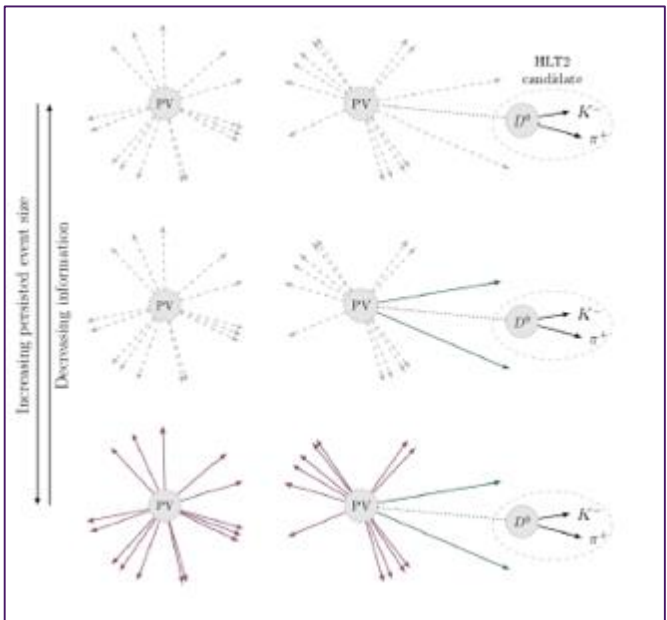 HLT2
candidate
PV
PV
D⁰
K⁻
π⁺
Increasing persisted event size
Decreasing information
PV
PV
D⁰
K⁻
π⁺
PV
PV
D⁰
K⁻
π⁺